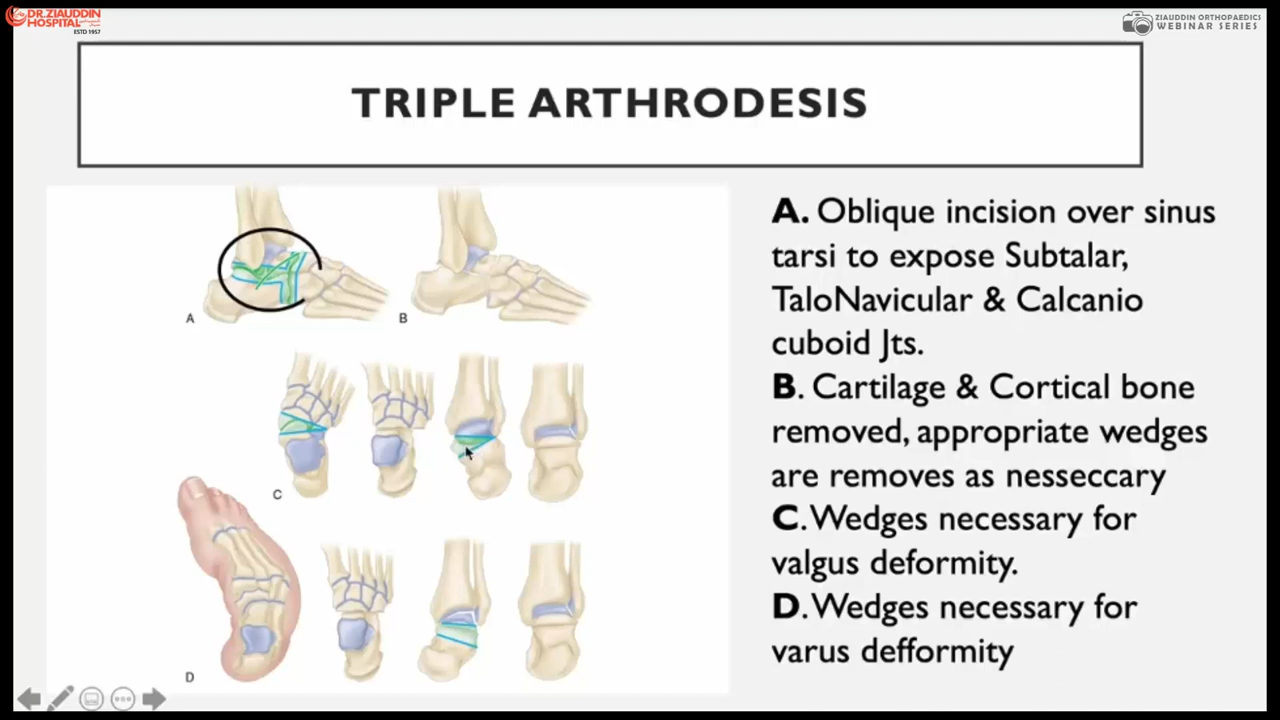 DR.ZIAUDDIN
HOSPITAL
ESTD 1957
ZIAUDDIN ORTHOPAEDICS
WEBINAR SERIES
TRIPLE ARTHRODESIS
A
B
C
D
A. Oblique incision over sinus
tarsi to expose Subtalar,
TaloNavicular & Calcanio
cuboid Jts.
B. Cartilage & Cortical bone
removed, appropriate wedges
are removes as nesseccary
C. Wedges necessary for
valgus deformity.
D. Wedges necessary for
varus defformity